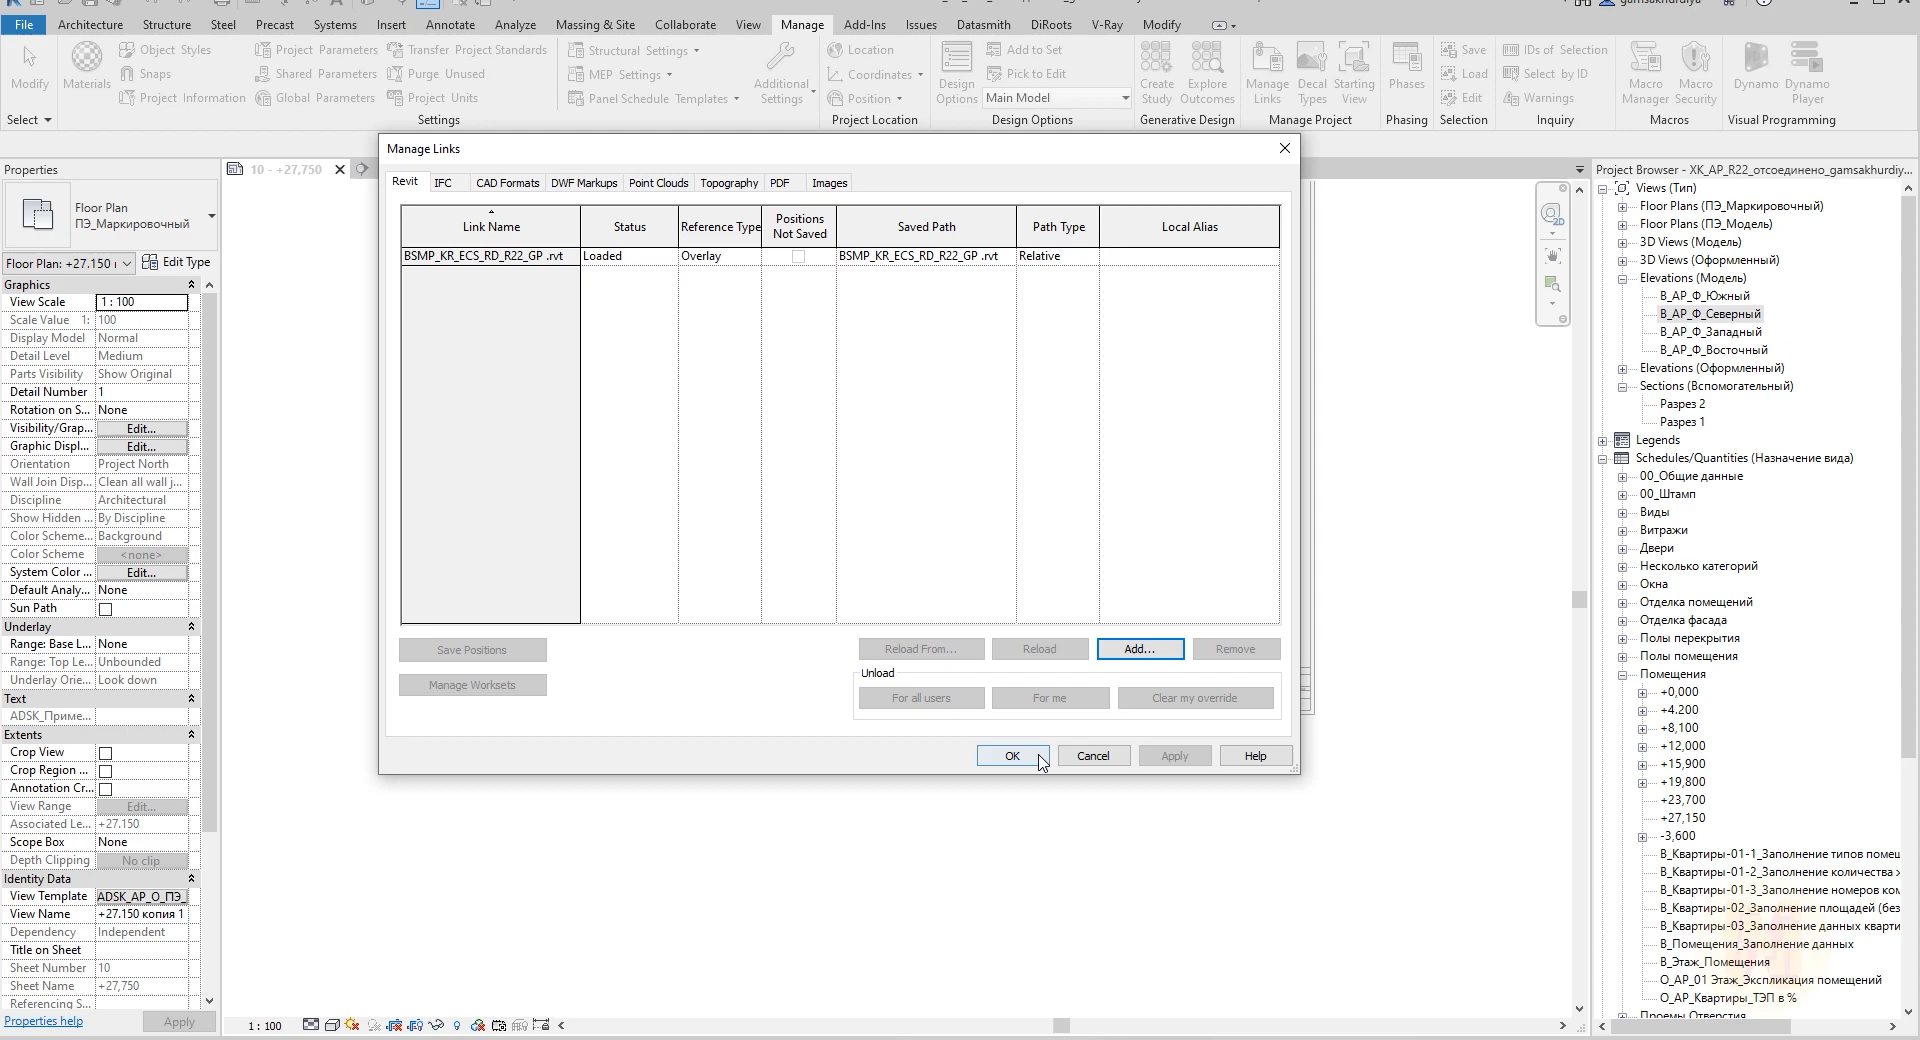 File Architecture Structure Steel Precast Systems Insert Annotate Analyze Massing & Site Collaborate View Manage Add-Ins Issues Datasmith DiRoots V-Ray Modify
Object Styles Project Parameters Transfer Project Standards Structural Settings Location Add to Set Save IDs of Selection
Snaps Shared Parameters Purge Unused MEP Settings Coordinates Pick to Edit Load Select by ID
Project Information Global Parameters Project Units Panel Schedule Templates Position Main Model Edit Warnings
Modify Materials Additional Settings Design Options Create Study Explore Outcomes Manage Links Decal Types Starting View Phases Macro Manager Macro Security Dynamo Dynamo Player
Select Settings Project Location Design Options Generative Design Manage Project Phasing Selection Inquiry Macros Visual Programming
Properties
Floor Plan
ПЭ_Маркировочный
Floor Plan: +27.150 Edit Type
Graphics
View Scale 1 : 100
Scale Value 1: 100
Display Model Normal
Detail Level Medium
Parts Visibility Show Original
Detail Number 1
Rotation on S... None
Visibility/Grap... Edit...
Graphic Displ... Edit...
Orientation Project North
Wall Join Disp... Clean all wall j...
Discipline Architectural
Show Hidden ... By Discipline
Color Scheme... Background
Color Scheme <none>
System Color ... Edit...
Default Analy... None
Sun Path
Underlay
Range: Base L... None
Range: Top Le... Unbounded
Underlay Orie... Look down
Text
ADSK_Приме...
Extents
Crop View
Crop Region ...
Annotation Cr...
View Range Edit...
Associated Le... +27.150
Scope Box None
Depth Clipping No clip
Identity Data
View Template ADSK_АР_О_ПЭ_
View Name +27.150 копия 1
Dependency Independent
Title on Sheet
Sheet Number 10
Sheet Name +27,750
Referencing S...
Properties help Apply
10 - +27,750
Manage Links
Revit IFC CAD Formats DWF Markups Point Clouds Topography PDF Images
Link Name Status Reference Type Positions Not Saved Saved Path Path Type Local Alias
BSMP_KR_ECS_RD_R22_GP .rvt Loaded Overlay BSMP_KR_ECS_RD_R22_GP .rvt Relative
Save Positions Reload From... Reload Add... Remove
Manage Worksets
Unload
For all users For me Clear my override
OK Cancel Apply Help
1 : 100
Project Browser - ХК_АР_R22_отсоединено_gamsakhurdiy...
Views (Тип)
Floor Plans (ПЭ_Маркировочный)
Floor Plans (ПЭ_Модель)
3D Views (Модель)
3D Views (Оформленный)
Elevations (Модель)
В_АР_Ф_Южный
В_АР_Ф_Северный
В_АР_Ф_Западный
В_АР_Ф_Восточный
Elevations (Оформленный)
Sections (Вспомогательный)
Разрез 2
Разрез 1
Legends
Schedules/Quantities (Назначение вида)
00_Общие данные
00_Штамп
Виды
Витражи
Двери
Несколько категорий
Окна
Отделка помещений
Отделка фасада
Полы перекрытия
Полы помещения
Помещения
+0,000
+4.200
+8,100
+12,000
+15,900
+19,800
+23,700
+27,150
-3,600
В_Квартиры-01-1_Заполнение типов помещ
В_Квартиры-01-2_Заполнение количества
В_Квартиры-01-3_Заполнение номеров ком
В_Квартиры-02_Заполнение площадей (без
В_Квартиры-03_Заполнение данных кварти
В_Помещения_Заполнение данных
В_Этаж_Помещения
О_АР_01 Этаж_Экспликация помещений
О_АР_Квартиры_ТЭП в %
Проемы Отверстия